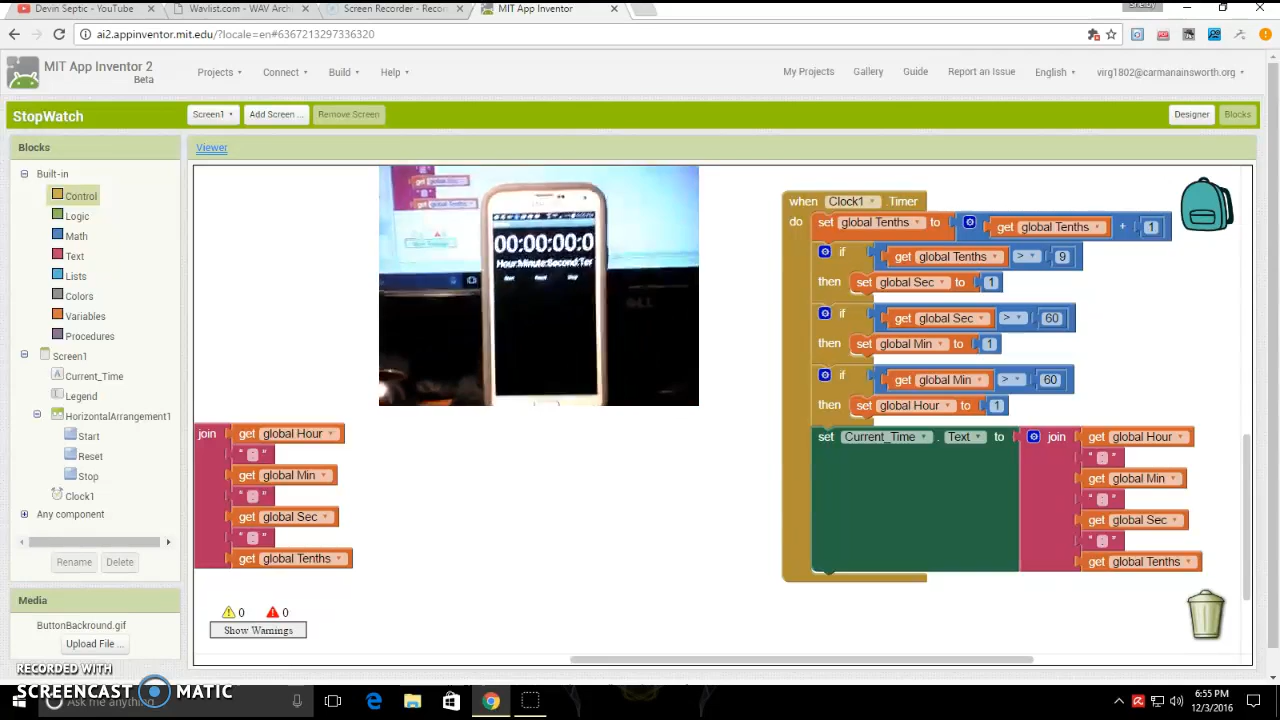 Devin Septic - YouTube
Wavlist.com - WAV Arch
Screen Recorder - Recor
MIT App Inventor
ai2.appinventor.mit.edu/?locale=en#6367213297336320
MIT App Inventor 2
Beta
Projects
Connect
Build
Help
My Projects
Gallery
Guide
Report an Issue
English
virg1802@carmanainsworth.org
StopWatch
Screen1
Add Screen ...
Remove Screen
Designer
Blocks
Blocks
Viewer
Built-in
Control
Logic
Math
Text
Lists
Colors
Variables
Procedures
Screen1
Current_Time
Legend
HorizontalArrangement1
Start
Reset
Stop
Clock1
Any component
Rename
Delete
Media
ButtonBackround.gif
Upload File ...
00:00:00:0
Hour:Minute:Second:Ter
join get global Hour
" : "
get global Min
" : "
get global Sec
" : "
get global Tenths
0 0
Show Warnings
when Clock1 .Timer
do set global Tenths to get global Tenths + 1
if get global Tenths > 9
then set global Sec to 1
if get global Sec > 60
then set global Min to 1
if get global Min > 60
then set global Hour to 1
set Current_Time . Text to join get global Hour
" : "
get global Min
" : "
get global Sec
" : "
get global Tenths
RECORDED WITH
SCREENCAST MATIC
Ask me anything
6:55 PM
12/3/2016